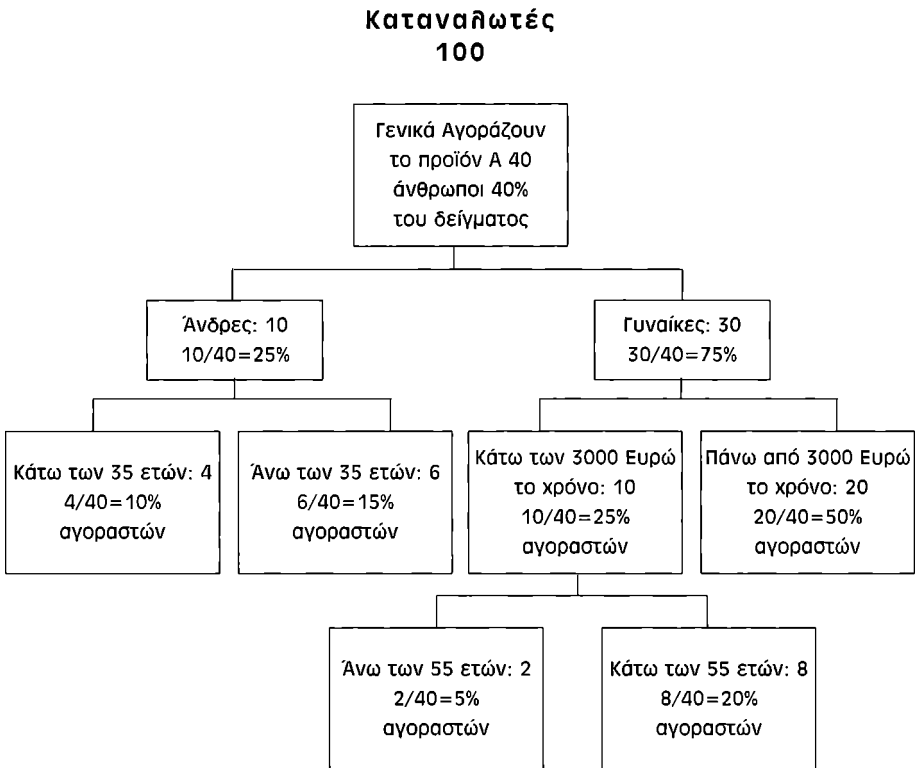 Καταναλωτές
100
Γενικά Αγοράζουν
το προϊόν Α 40
άνθρωποι 40%
του δείγματος
Άνδρες: 10
10/40=25%
Γυναίκες: 30
30/40=75%
Κάτω των 35 ετών: 4
4/40=10%
αγοραστών
Άνω των 35 ετών: 6
6/40=15%
αγοραστών
Κάτω των 3000 Ευρώ
το χρόνο: 10
10/40=25%
αγοραστών
Πάνω από 3000 Ευρώ
το χρόνο: 20
20/40=50%
αγοραστών
Άνω των 55 ετών: 2
2/40=5%
αγοραστών
Κάτω των 55 ετών: 8
8/40=20%
αγοραστών